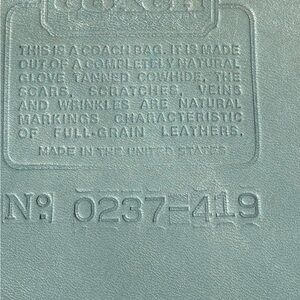 COACH
THIS IS A COACH BAG. IT IS MADE
OUT OF A COMPLETELY NATURAL
GLOVE TANNED COWHIDE, THE
SCARS, SCRATCHES, VEINS
AND WRINKLES ARE NATURAL
MARKINGS CHARACTERISTIC
OF FULL-GRAIN LEATHERS.
MADE IN THE UNITED STATES
No 0237-419